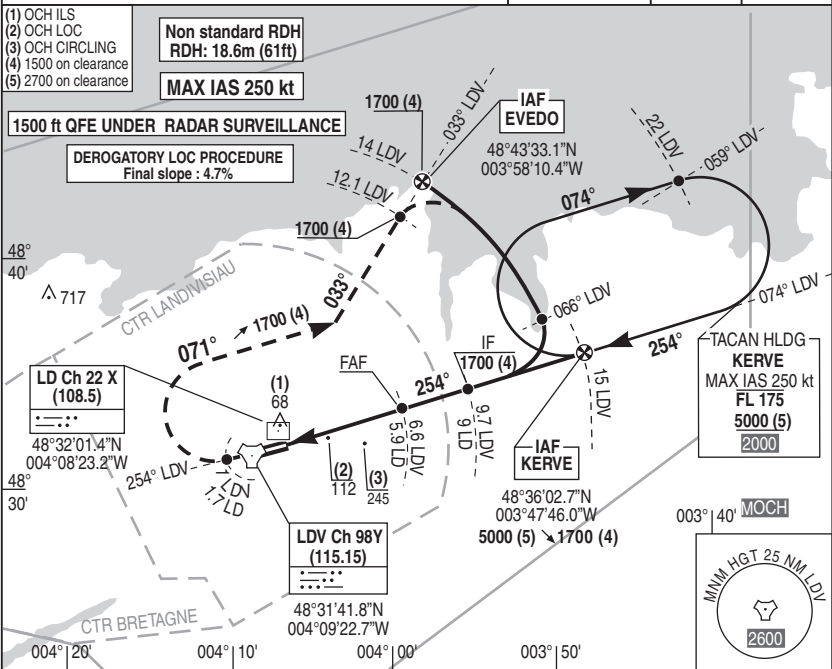 (1) OCH ILS
(2) OCH LOC
(3) OCH CIRCLING
(4) 1500 on clearance
(5) 2700 on clearance
Non standard RDH
RDH: 18.6m (61ft)
MAX IAS 250 kt
1500 ft QFE UNDER RADAR SURVEILLANCE
DEROGATORY LOC PROCEDURE
Final slope : 4.7%
1700 (4)
033° LDV
IAF
EVEDO
48°43'33.1"N
003°58'10.4"W
14 LDV
12.1 LDV
1700 (4)
22 LDV
059° LDV
074°
48°
40'
717
CTR LANDIVISIAU
033°
1700 (4)
071°
066° LDV
074° LDV
254°
IF
1700 (4)
FAF
254°
15 LDV
TACAN HLDG
KERVE
MAX IAS 250 kt
FL 175
5000 (5)
2000
LD Ch 22 X
(108.5)
48°32'01.4"N
004°08'23.2"W
(1)
68
6.6 LDV
5.9 LD
9.7 LDV
9 LD
IAF
KERVE
48°36'02.7"N
003°47'46.0"W
5000 (5) 1700 (4)
254° LDV
1.7 LD
(2)
112
(3)
245
48°
30'
LDV Ch 98Y
(115.15)
48°31'41.8"N
004°09'22.7"W
003° 40'
MOCH
MNM HGT 25 NM LDV
2600
CTR BRETAGNE
004° 20'
004° 10'
004° 00'
003° 50'